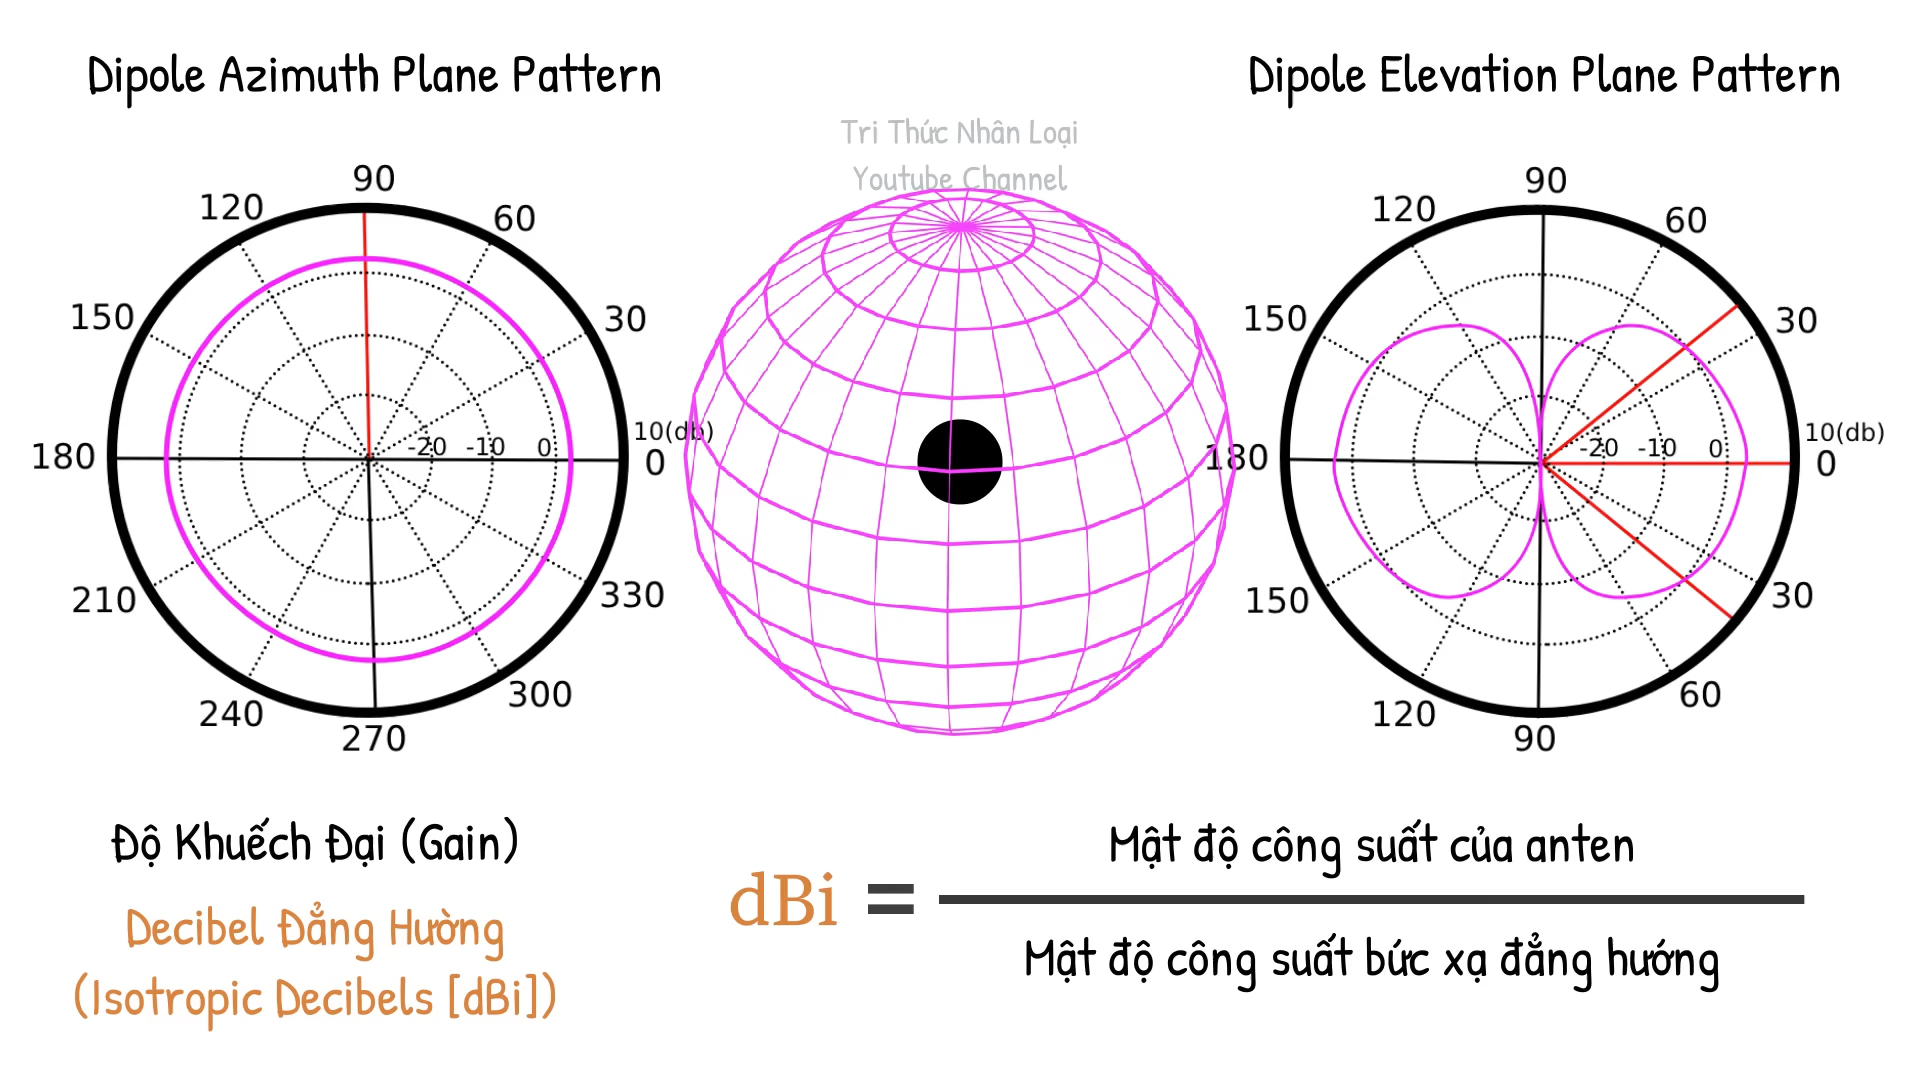 Dipole Azimuth Plane Pattern
Dipole Elevation Plane Pattern
Tri Thức Nhân Loại
Youtube Channel
90
120
60
150
30
180
-20
-10
0
10(db)
0
210
330
240
300
270
90
120
60
150
30
180
-20
-10
0
10(db)
0
150
30
120
60
90
Độ Khuếch Đại (Gain)
Decibel Đẳng Hường
(Isotropic Decibels [dBi])
dBi =
Mật độ công suất của anten
Mật độ công suất bức xạ đẳng hướng